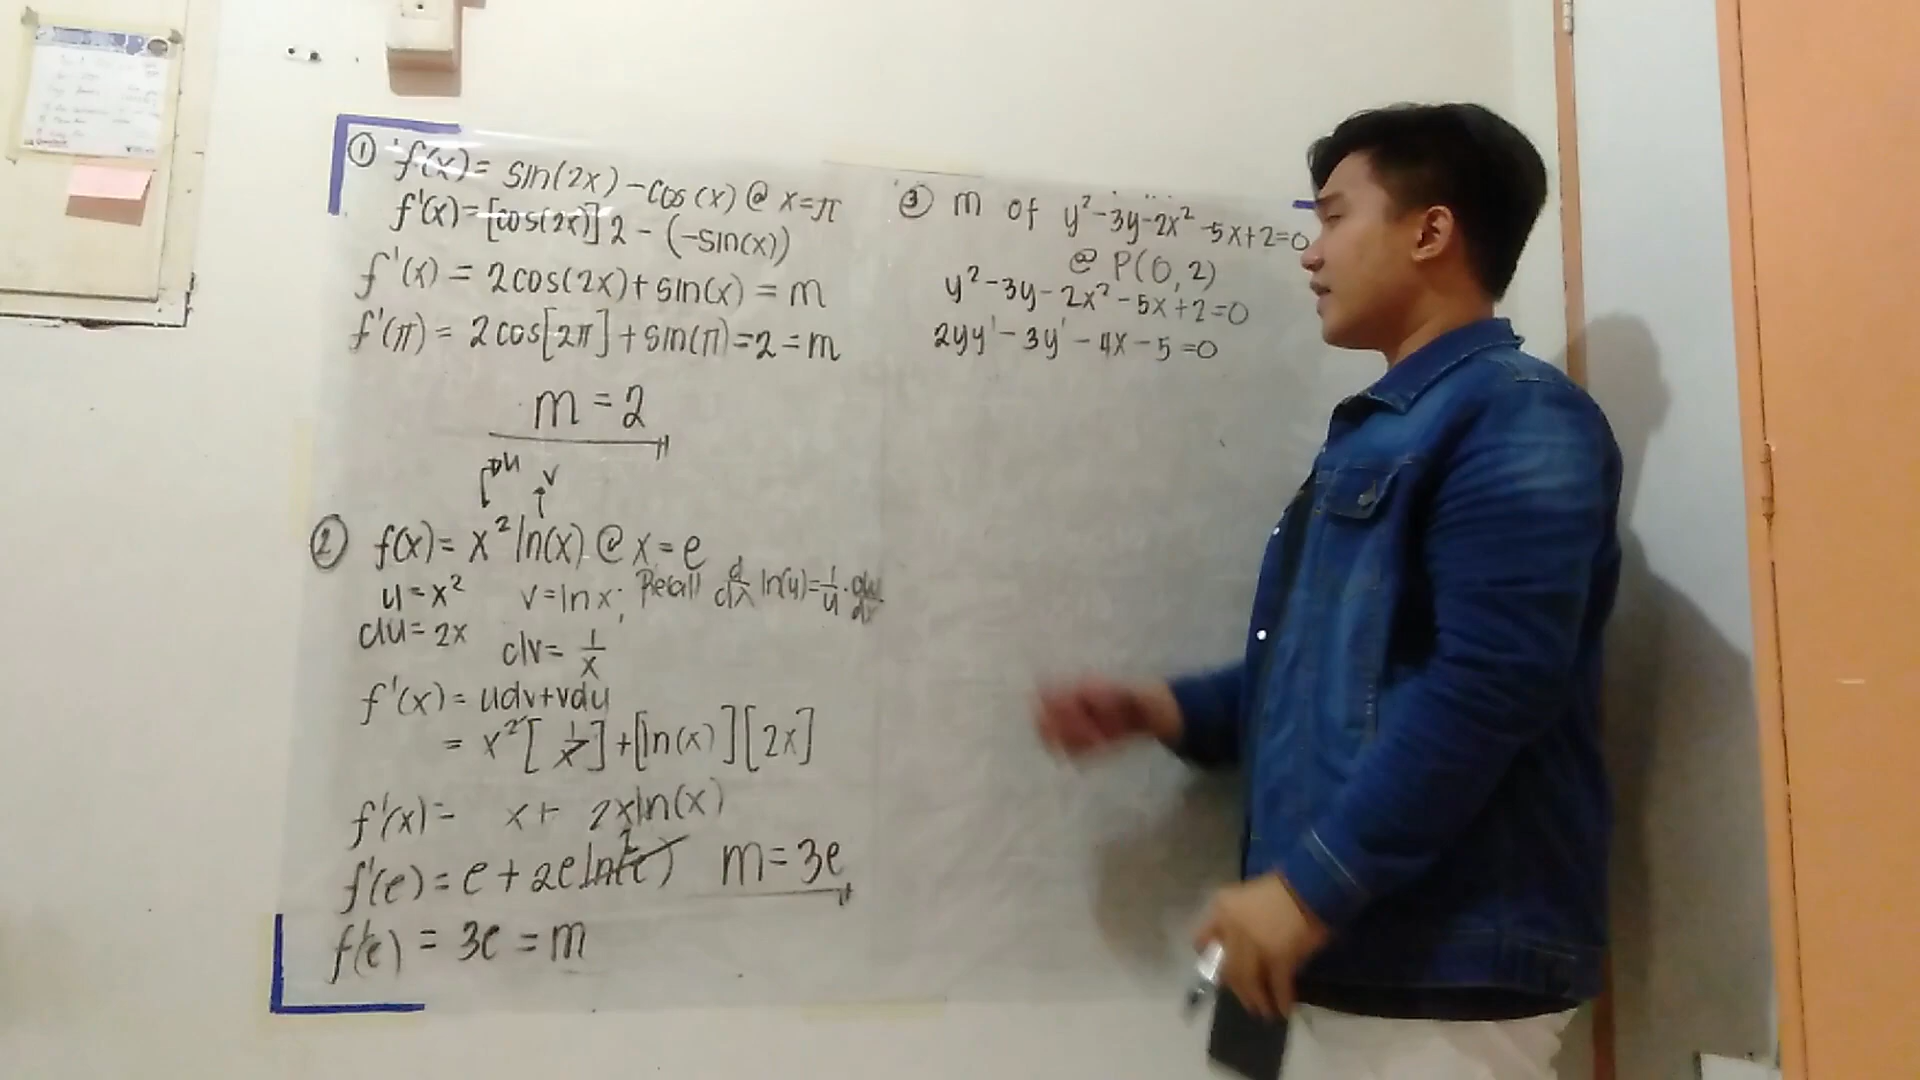 ① f(x) = sin(2x) - cos(x) @ x=π
f'(x) = [cos(2x)] 2 - (-sin(x))
f'(x) = 2cos(2x) + sin(x) = m
f'(π) = 2cos[2π] + sin(π) = 2 = m
m = 2
u v
② f(x) = x² ln(x) @ x = e
u = x² v = ln x; Recall d/dx ln(u) = 1/u · du/dx
du = 2x dv = 1/x
f'(x) = udv + vdu
= x² [1/x] + [ln(x)][2x]
f'(x) = x + 2xln(x)
f'(e) = e + 2e ln(e) 1 m = 3e
f'(e) = 3e = m
③ m of y² - 3y - 2x² - 5x + 2 = 0
@ P(0, 2)
y² - 3y - 2x² - 5x + 2 = 0
2yy' - 3y' - 4x - 5 = 0